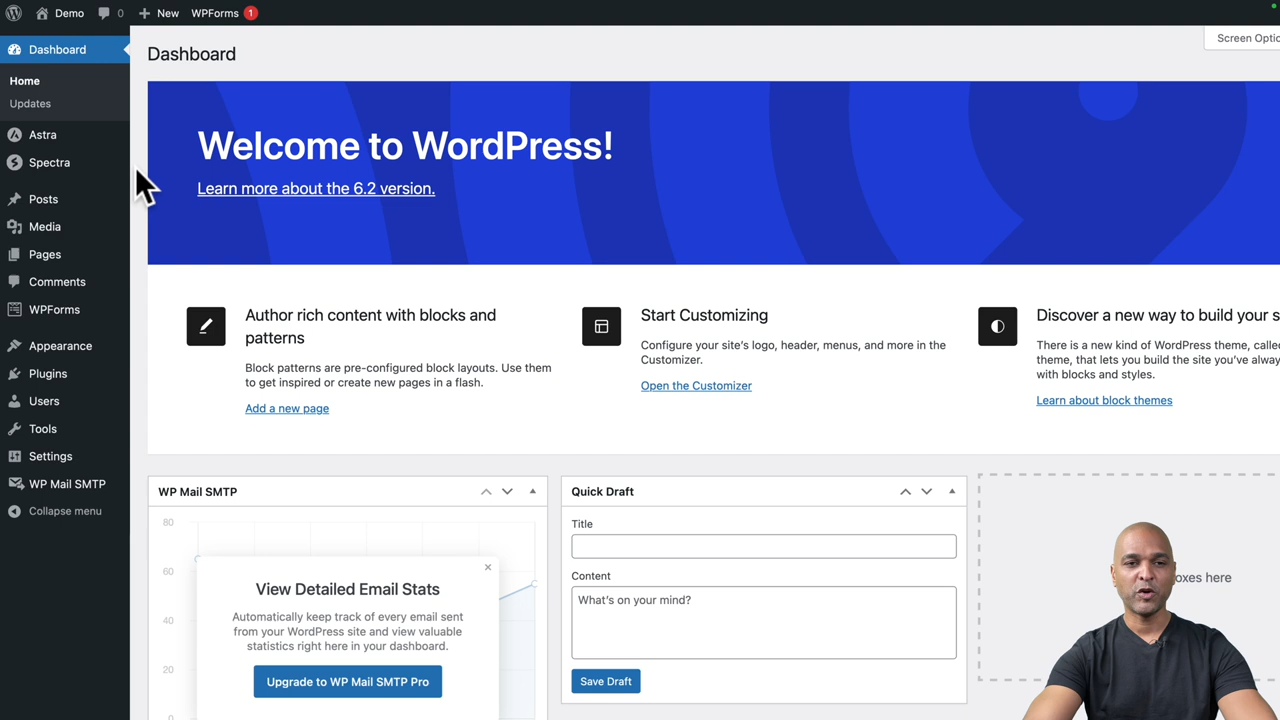 Demo
0
New
WPForms
1
Dashboard
Home
Updates
Astra
Spectra
Posts
Media
Pages
Comments
WPForms
Appearance
Plugins
Users
Tools
Settings
WP Mail SMTP
Collapse menu
Screen Optio
Dashboard
Welcome to WordPress!
Learn more about the 6.2 version.
Author rich content with blocks and
patterns
Block patterns are pre-configured block layouts. Use them
to get inspired or create new pages in a flash.
Add a new page
Start Customizing
Configure your site's logo, header, menus, and more in the
Customizer.
Open the Customizer
Discover a new way to build your s
There is a new kind of WordPress theme, calle
theme, that lets you build the site you've alway
with blocks and styles.
Learn about block themes
WP Mail SMTP
80
60
40
20
0
View Detailed Email Stats
Automatically keep track of every email sent
from your WordPress site and view valuable
statistics right here in your dashboard.
Upgrade to WP Mail SMTP Pro
Quick Draft
Title
Content
What's on your mind?
Save Draft
oxes here